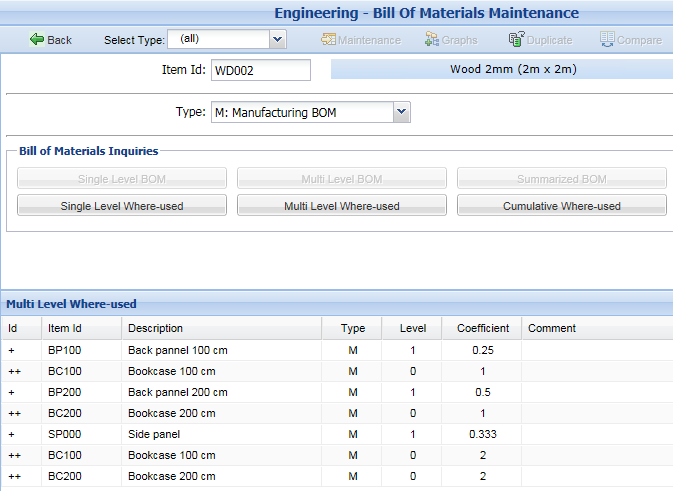 Engineering - Bill Of Materials Maintenance
Back Select Type: (all) Maintenance Graphs Duplicate Compare
Item Id: WD002 Wood 2mm (2m x 2m)
Type: M: Manufacturing BOM
Bill of Materials Inquiries
Single Level BOM Multi Level BOM Summarized BOM
Single Level Where-used Multi Level Where-used Cumulative Where-used
Multi Level Where-used
Id Item Id Description Type Level Coefficient Comment
+ BP100 Back pannel 100 cm M 1 0.25
++ BC100 Bookcase 100 cm M 0 1
+ BP200 Back pannel 200 cm M 1 0.5
++ BC200 Bookcase 200 cm M 0 1
+ SP000 Side panel M 1 0.333
++ BC100 Bookcase 100 cm M 0 2
++ BC200 Bookcase 200 cm M 0 2